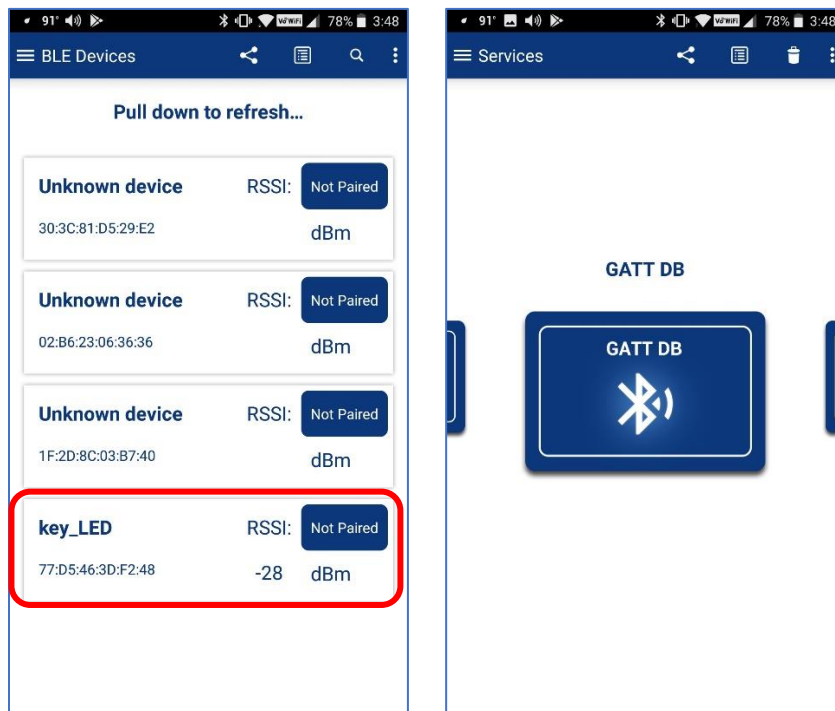 91° VoWiFi 78% 3:48
BLE Devices
Pull down to refresh...
Unknown device RSSI: Not Paired
30:3C:81:D5:29:E2 dBm
Unknown device RSSI: Not Paired
02:B6:23:06:36:36 dBm
Unknown device RSSI: Not Paired
1F:2D:8C:03:B7:40 dBm
key_LED RSSI: Not Paired
77:D5:46:3D:F2:48 -28 dBm
91° VoWiFi 78% 3:48
Services
GATT DB
GATT DB